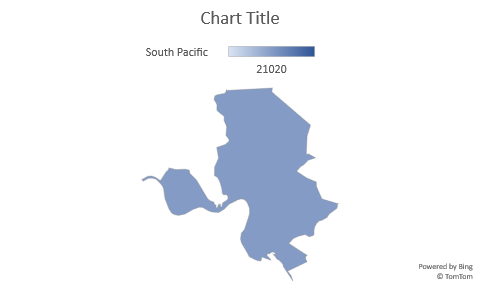 Chart Title
South Pacific
21020
Powered by Bing
© TomTom